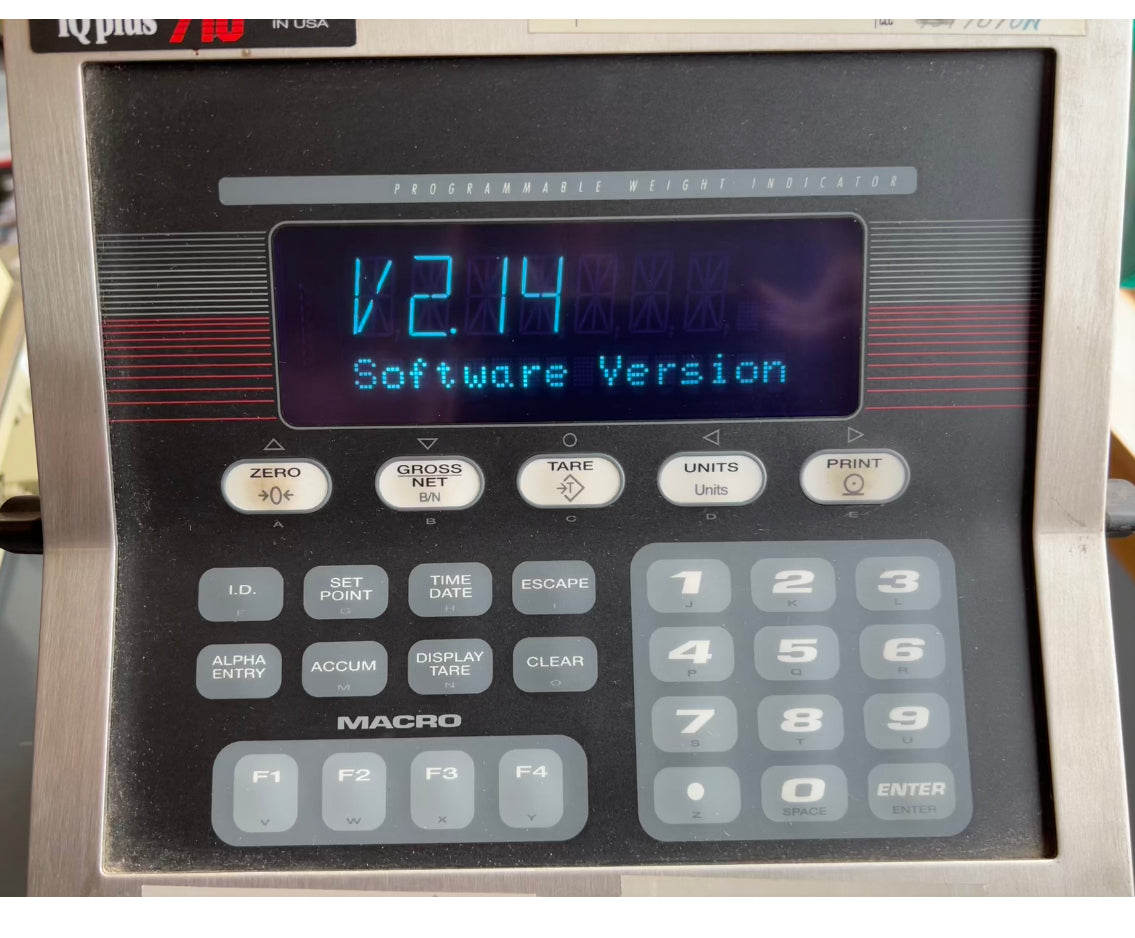 IQ plus 710 IN USA
PROGRAMMABLE WEIGHT INDICATOR
V2.14
Software Version
ZERO GROSS NET B/N TARE T UNITS Units PRINT
A B C D E
I.D. SET POINT TIME DATE ESCAPE
F G H I
ALPHA ENTRY ACCUM DISPLAY TARE CLEAR
M N O
MACRO
F1 F2 F3 F4
V W X Y
1 2 3
J K L
4 5 6
P Q R
7 8 9
S T U
. 0 ENTER
Z SPACE ENTER